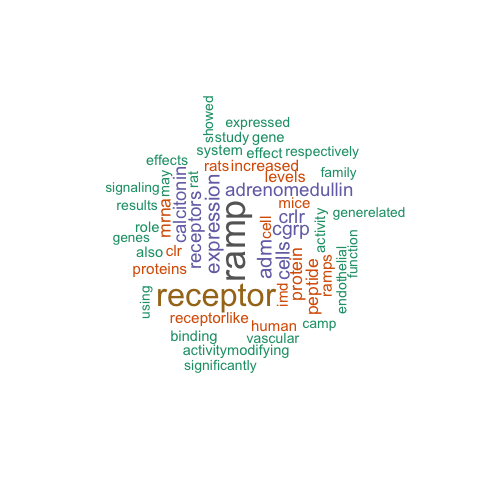 showed
expressed
study gene
system effect respectively
effects rats increased
may rat levels family
signaling calcitonin adrenomedullin
results mrna receptors expression ramp mice
role crlr generelated
genes cell cgrp activity
also clr adm cells protein function
proteins peptide ramps endothelial
using receptor imd
receptorlike human camp
binding vascular
activitymodifying
significantly